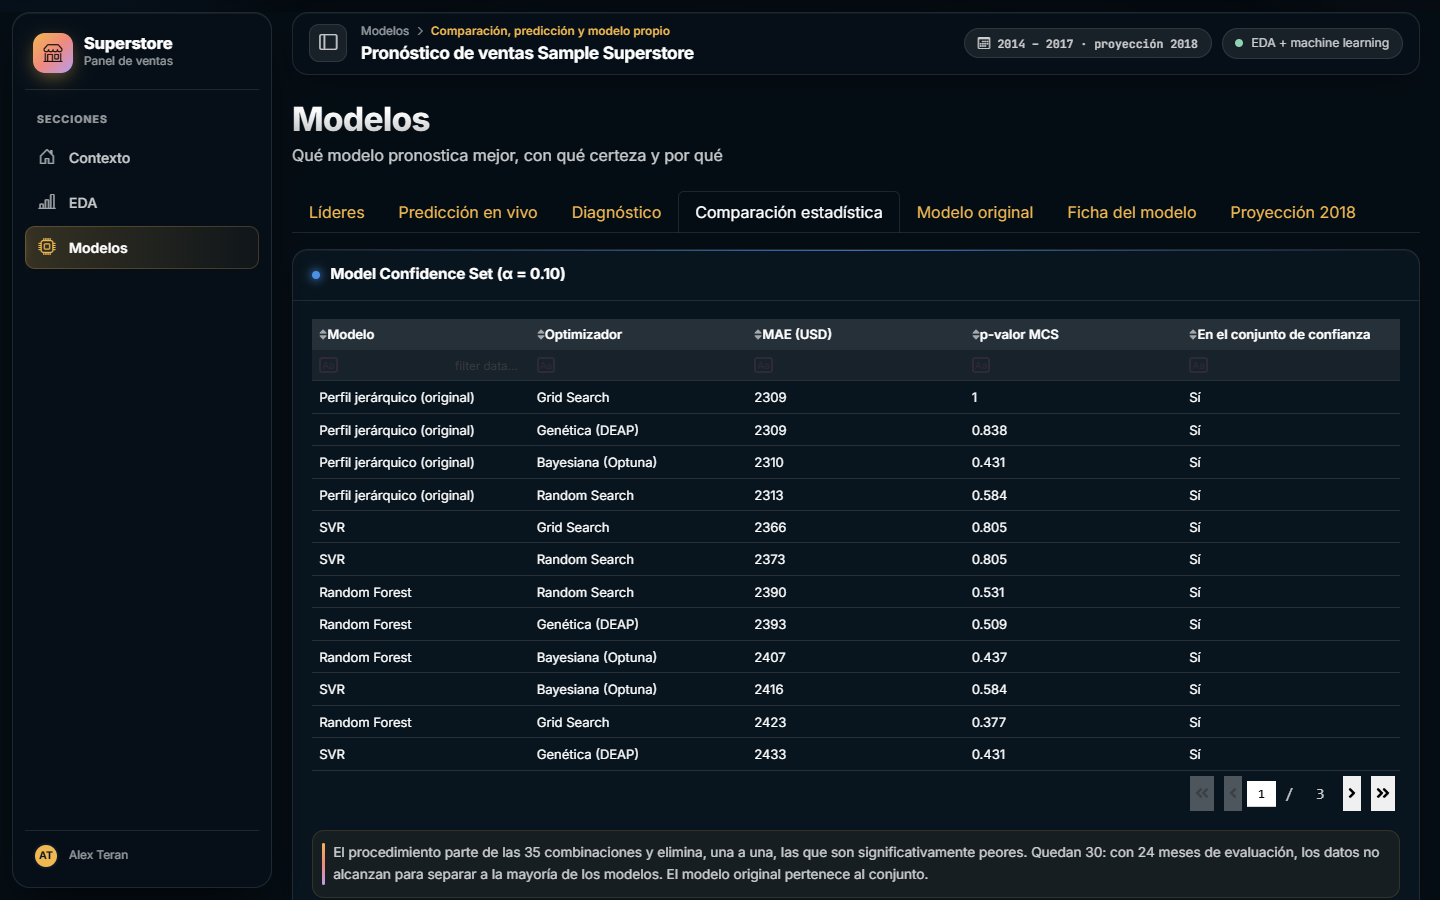 Superstore
Panel de ventas
SECCIONES
Contexto
EDA
Modelos
AT Alex Teran
Modelos > Comparación, predicción y modelo propio
Pronóstico de ventas Sample Superstore
2014 – 2017 · proyección 2018
EDA + machine learning
Modelos
Qué modelo pronostica mejor, con qué certeza y por qué
Líderes Predicción en vivo Diagnóstico Comparación estadística Modelo original Ficha del modelo Proyección 2018
Model Confidence Set (α = 0.10)
Modelo Optimizador MAE (USD) p-valor MCS En el conjunto de confianza
Aa filter data... Aa Aa Aa Aa
Perfil jerárquico (original) Grid Search 2309 1 Sí
Perfil jerárquico (original) Genética (DEAP) 2309 0.838 Sí
Perfil jerárquico (original) Bayesiana (Optuna) 2310 0.431 Sí
Perfil jerárquico (original) Random Search 2313 0.584 Sí
SVR Grid Search 2366 0.805 Sí
SVR Random Search 2373 0.805 Sí
Random Forest Random Search 2390 0.531 Sí
Random Forest Genética (DEAP) 2393 0.509 Sí
Random Forest Bayesiana (Optuna) 2407 0.437 Sí
SVR Bayesiana (Optuna) 2416 0.584 Sí
Random Forest Grid Search 2423 0.377 Sí
SVR Genética (DEAP) 2433 0.431 Sí
« < 1 / 3 > »
El procedimiento parte de las 35 combinaciones y elimina, una a una, las que son significativamente peores. Quedan 30: con 24 meses de evaluación, los datos no
alcanzan para separar a la mayoría de los modelos. El modelo original pertenece al conjunto.